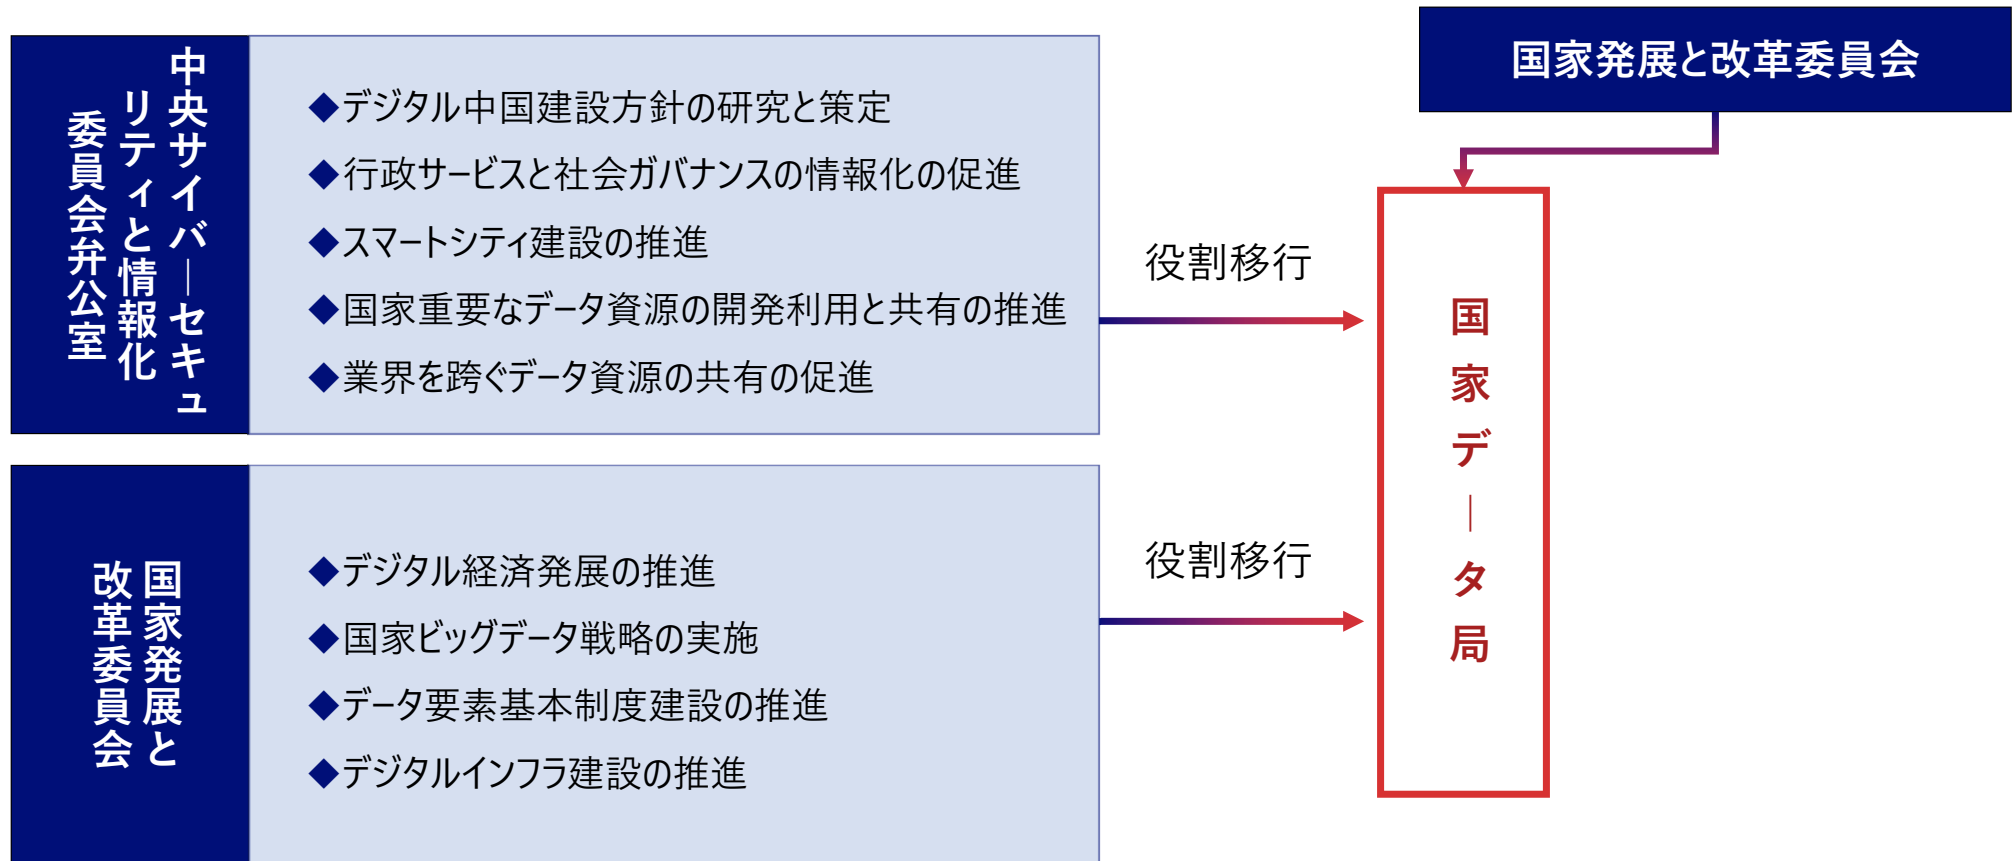 中央サイバーセキュ
リティと情報化
委員会弁公室
◆デジタル中国建設方針の研究と策定
◆行政サービスと社会ガバナンスの情報化の促進
◆スマートシティ建設の推進
◆国家重要なデータ資源の開発利用と共有の推進
◆業界を跨ぐデータ資源の共有の促進
役割移行
国家発展と
改革委員会
◆デジタル経済発展の推進
◆国家ビッグデータ戦略の実施
◆データ要素基本制度建設の推進
◆デジタルインフラ建設の推進
役割移行
国家発展と改革委員会
国家データ局